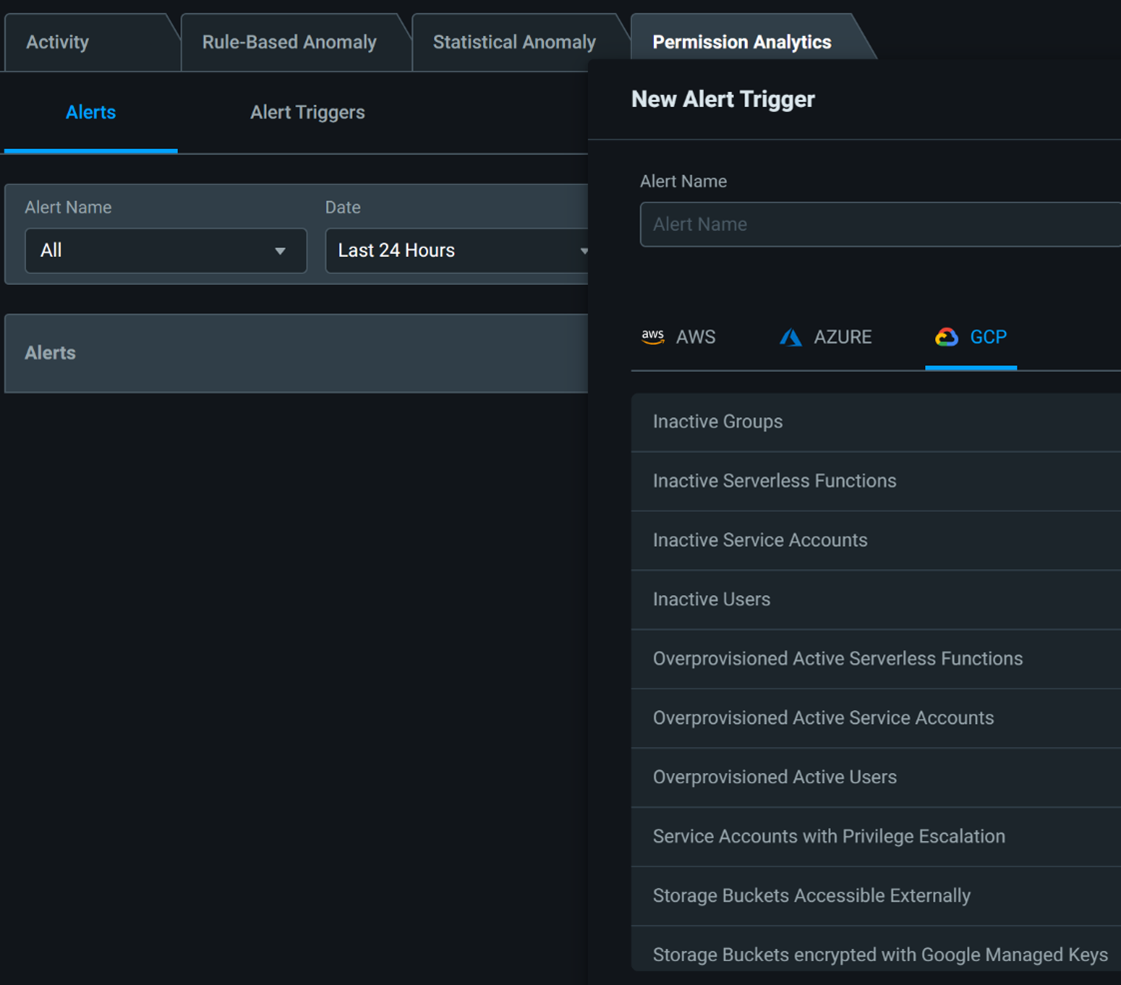 Activity
Rule-Based Anomaly
Statistical Anomaly
Permission Analytics
Alerts
Alert Triggers
Alert Name
Date
All
Last 24 Hours
Alerts
New Alert Trigger
Alert Name
Alert Name
aws AWS
AZURE
GCP
Inactive Groups
Inactive Serverless Functions
Inactive Service Accounts
Inactive Users
Overprovisioned Active Serverless Functions
Overprovisioned Active Service Accounts
Overprovisioned Active Users
Service Accounts with Privilege Escalation
Storage Buckets Accessible Externally
Storage Buckets encrypted with Google Managed Keys